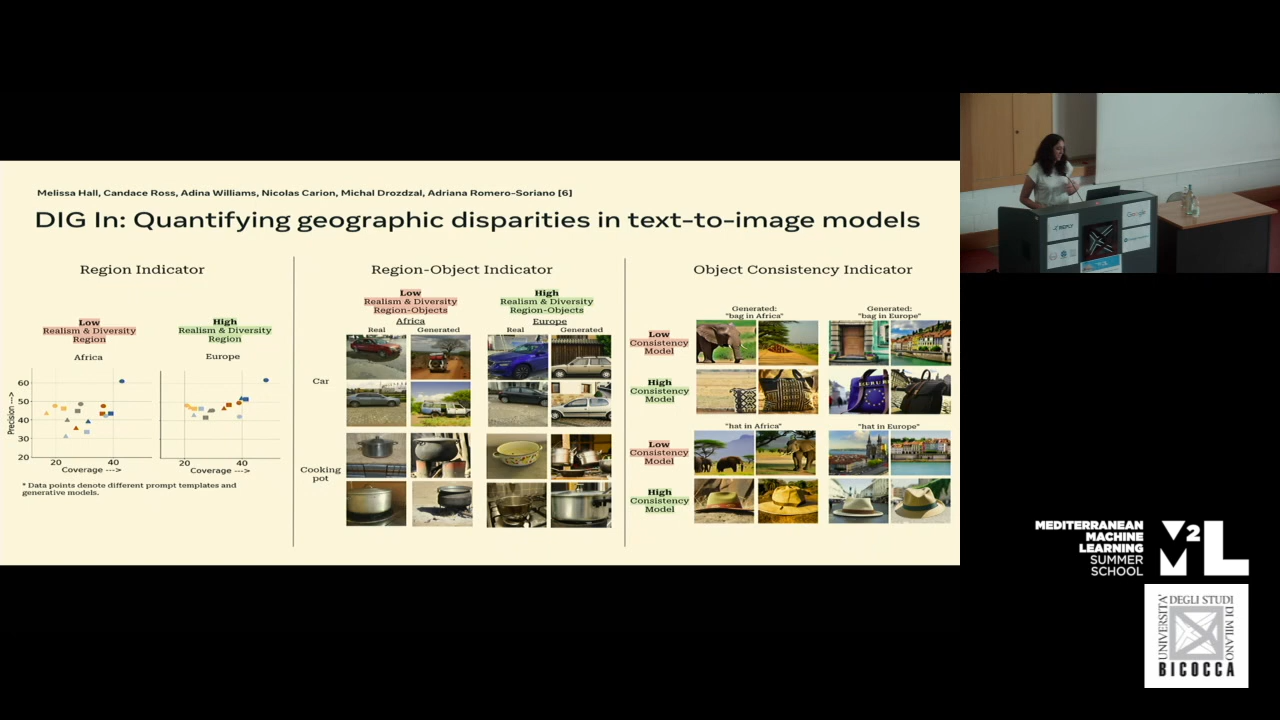 Melissa Hall, Candace Ross, Adina Williams, Nicolas Carion, Michal Drozdzal, Adriana Romero-Soriano [6]
DIG In: Quantifying geographic disparities in text-to-image models
Region Indicator
Low
Realism & Diversity
Region
Africa
High
Realism & Diversity
Region
Europe
Precision --->
60
50
40
30
20
20
40
Coverage --->
20
40
Coverage --->
* Data points denote different prompt templates and
generative models.
Region-Object Indicator
Low
Realism & Diversity
Region-Objects
Africa
Real
Generated
High
Realism & Diversity
Region-Objects
Europe
Real
Generated
Car
Cooking
pot
Object Consistency Indicator
Generated:
"bag in Africa"
Generated:
"bag in Europe"
Low
Consistency
Model
High
Consistency
Model
"hat in Africa"
"hat in Europe"
Low
Consistency
Model
High
Consistency
Model
Google
MEDITERRANEAN
MACHINE
LEARNING
SUMMER
SCHOOL
M2L
UNIVERSITA'
DEGLI STUDI
DI MILANO
BICOCCA